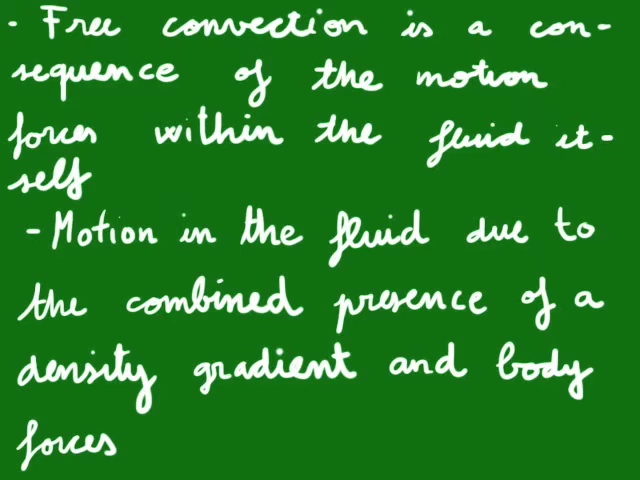 - Free convection is a con-
sequence of the motion
forces within the fluid it-
self
- Motion in the fluid due to
the combined presence of a
density gradient and body
forces